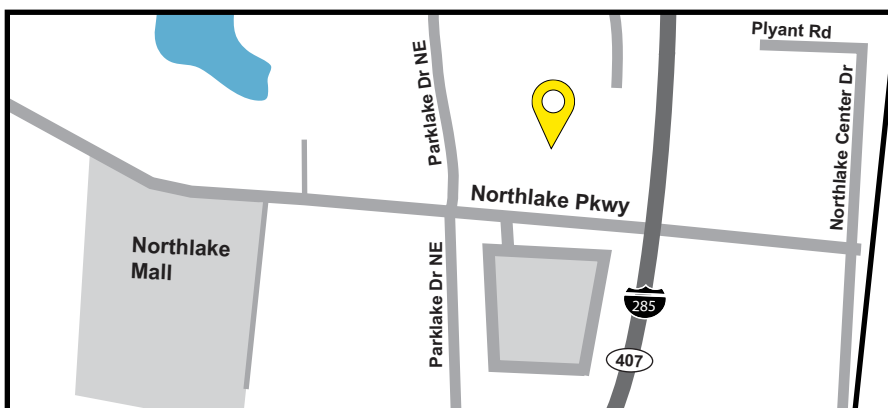 Plyant Rd
Parklake Dr NE
Northlake Center Dr
Northlake Pkwy
Northlake
Mall
Parklake Dr NE
285
407